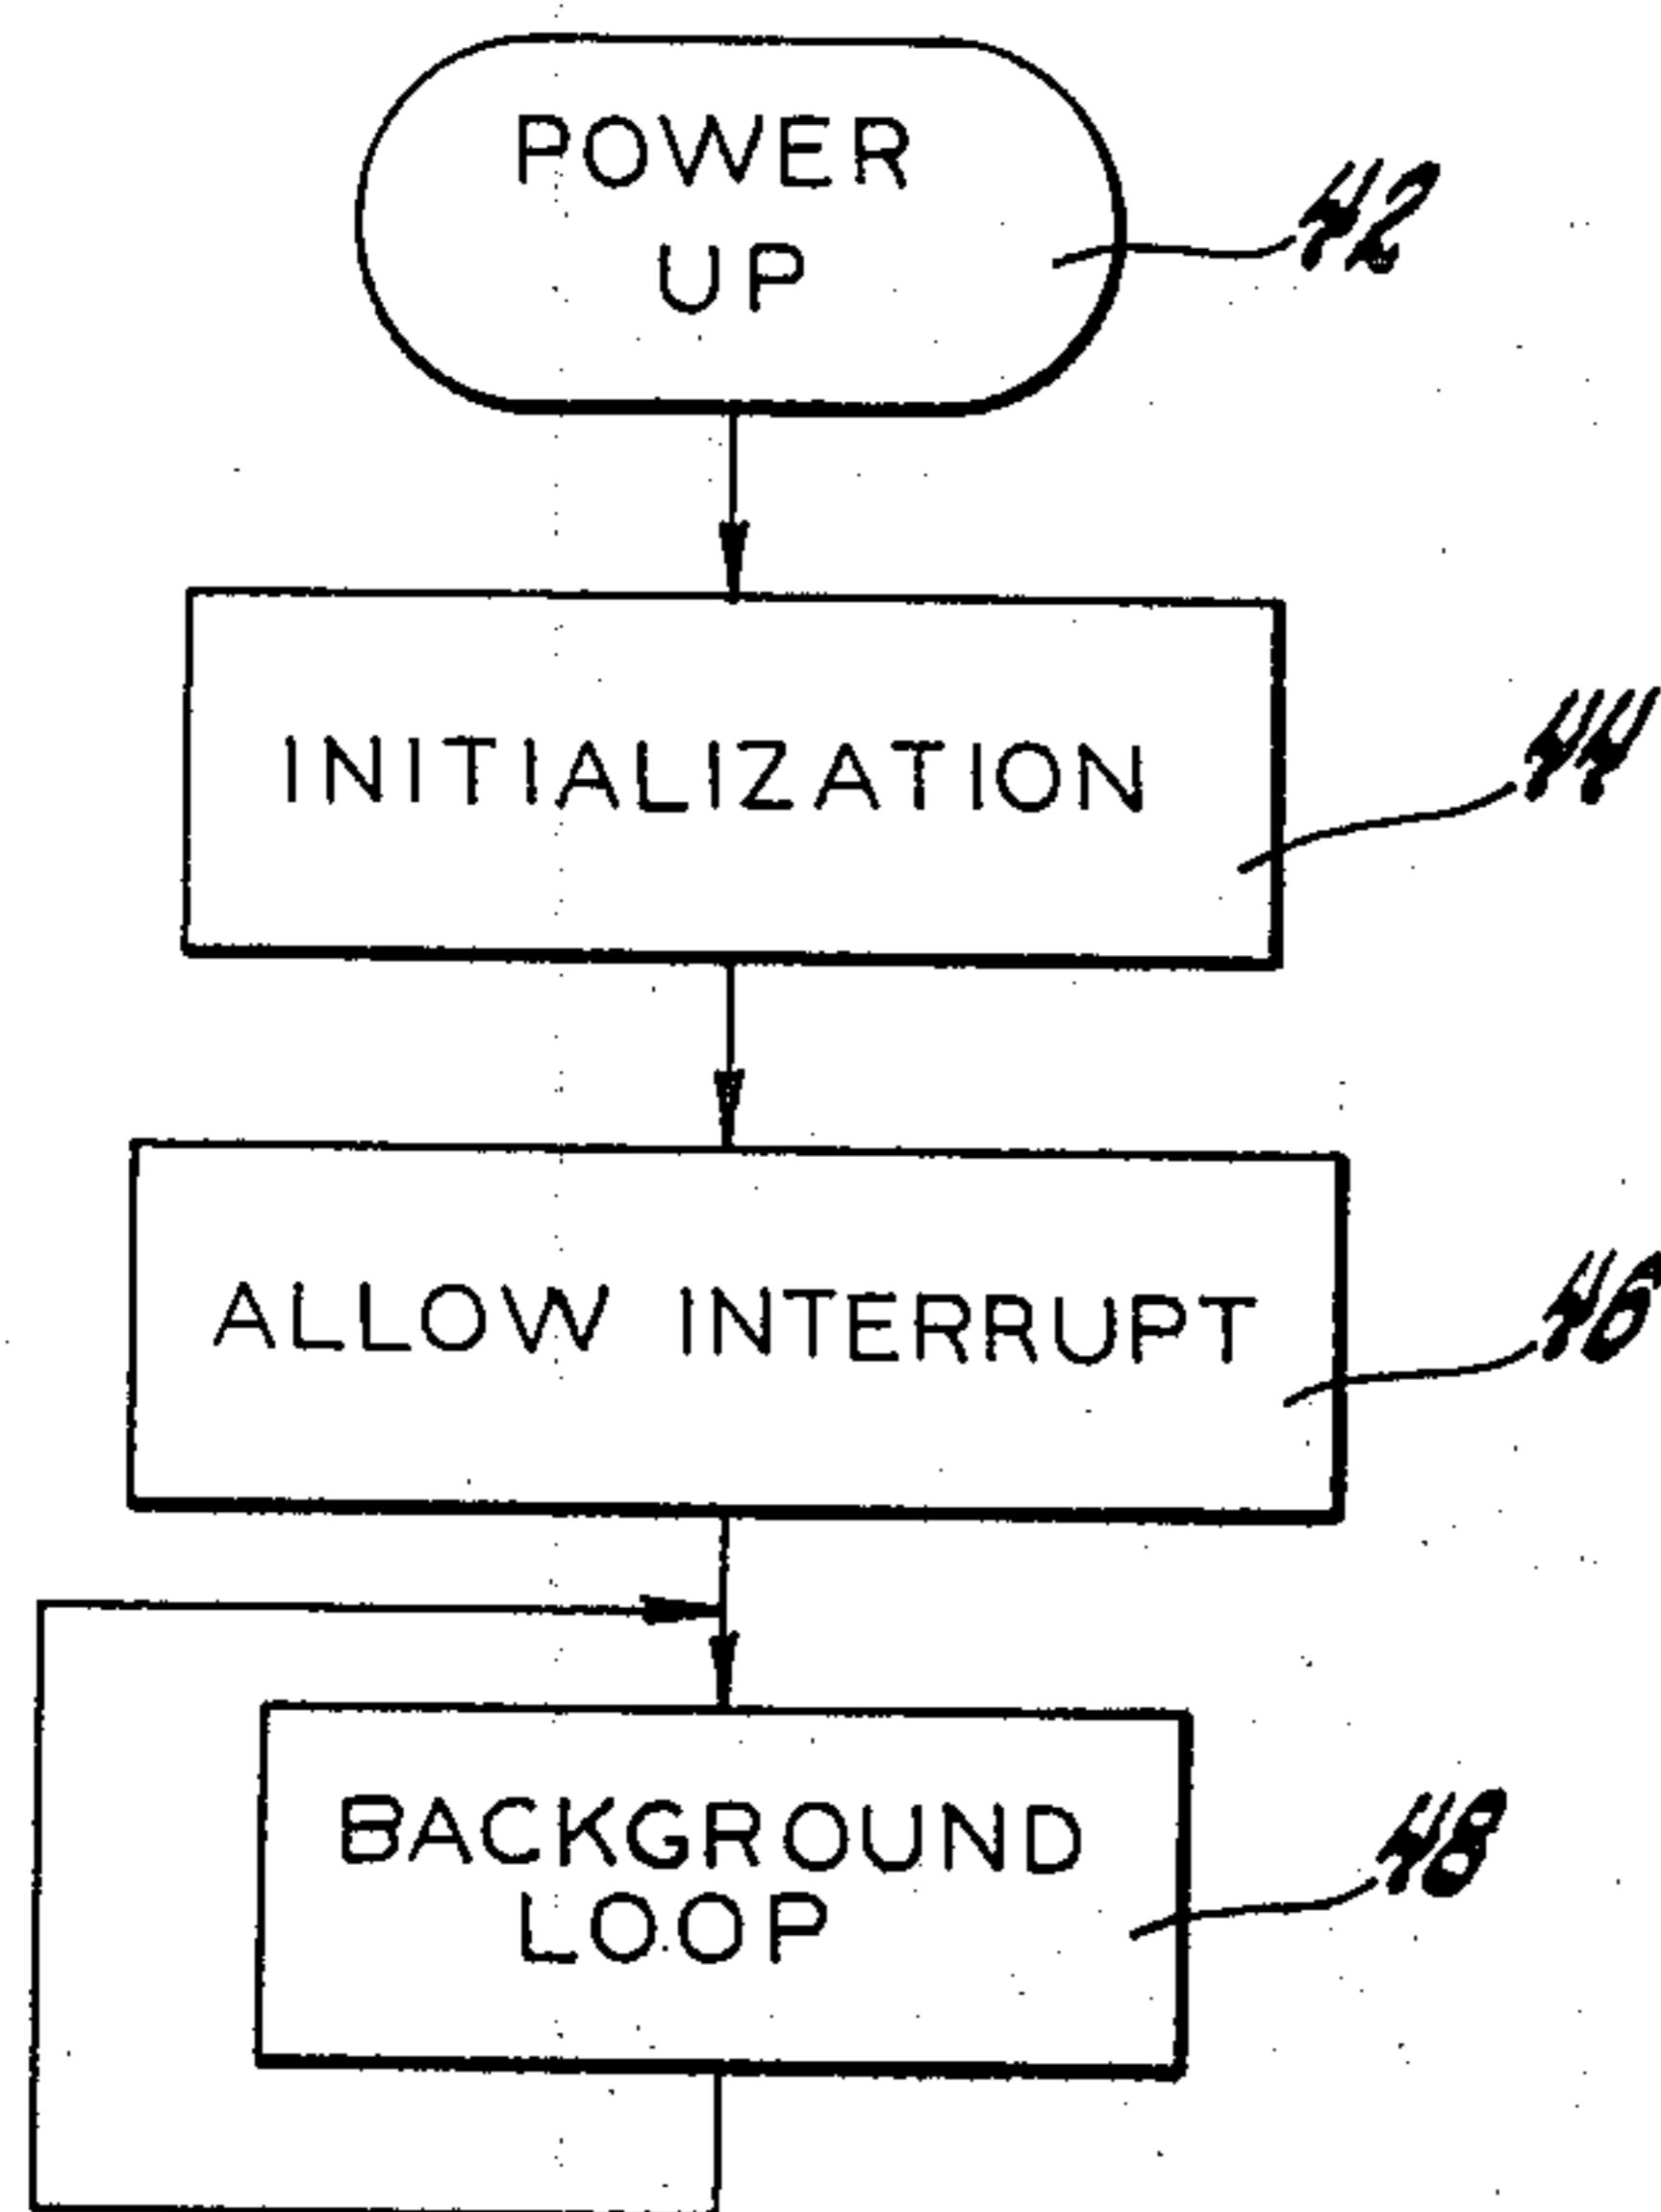 POWER
UP
42
INITIALIZATION
44
ALLOW INTERRUPT
46
BACKGROUND
LOOP
48